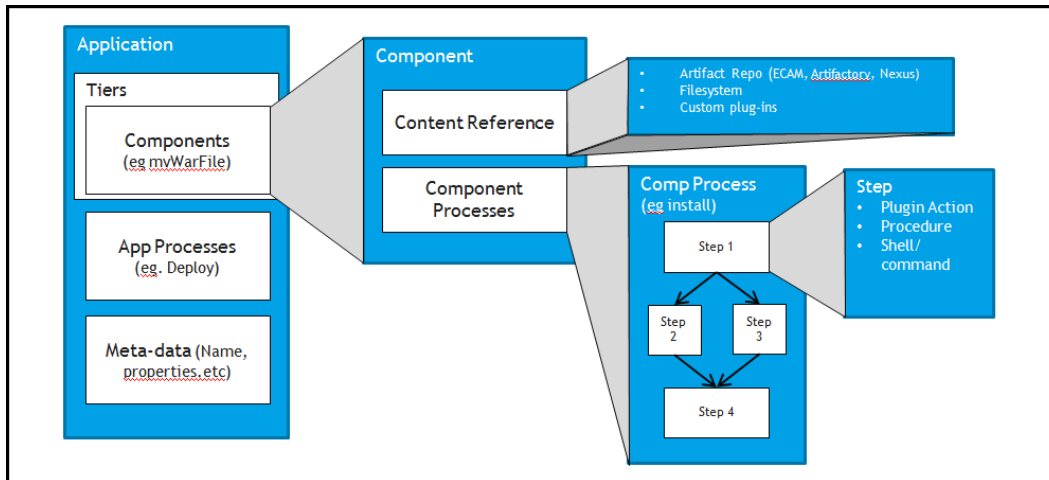 Application
Tiers
Components
(eg mvWarFile)
App Processes
(eg. Deploy)
Meta-data (Name,
properties.etc)
Component
Content Reference
Component
Processes
• Artifact Repo (ECAM, Artifactory, Nexus)
• Filesystem
• Custom plug-ins
Comp Process
(eg install)
Step 1
Step
2
Step
3
Step 4
Step
• Plugin Action
• Procedure
• Shell/
command